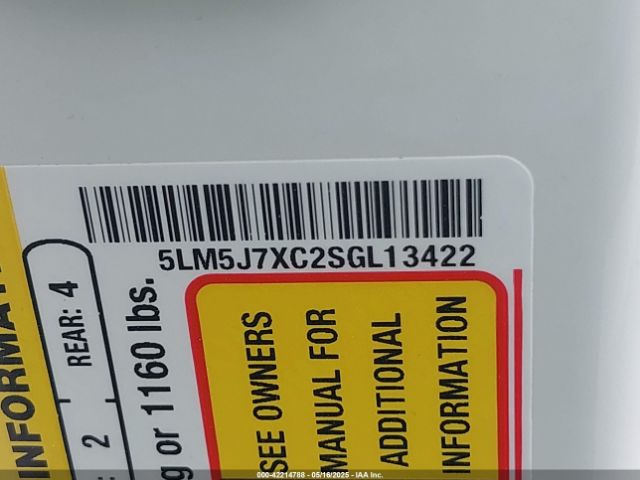 5LM5J7XC2SGL13422
INFORMAT
REAR: 4
2
g or 1160 lbs.
SEE OWNERS
MANUAL FOR
ADDITIONAL
INFORMATION
000-42214788 - 05/16/2025 - IAA Inc.